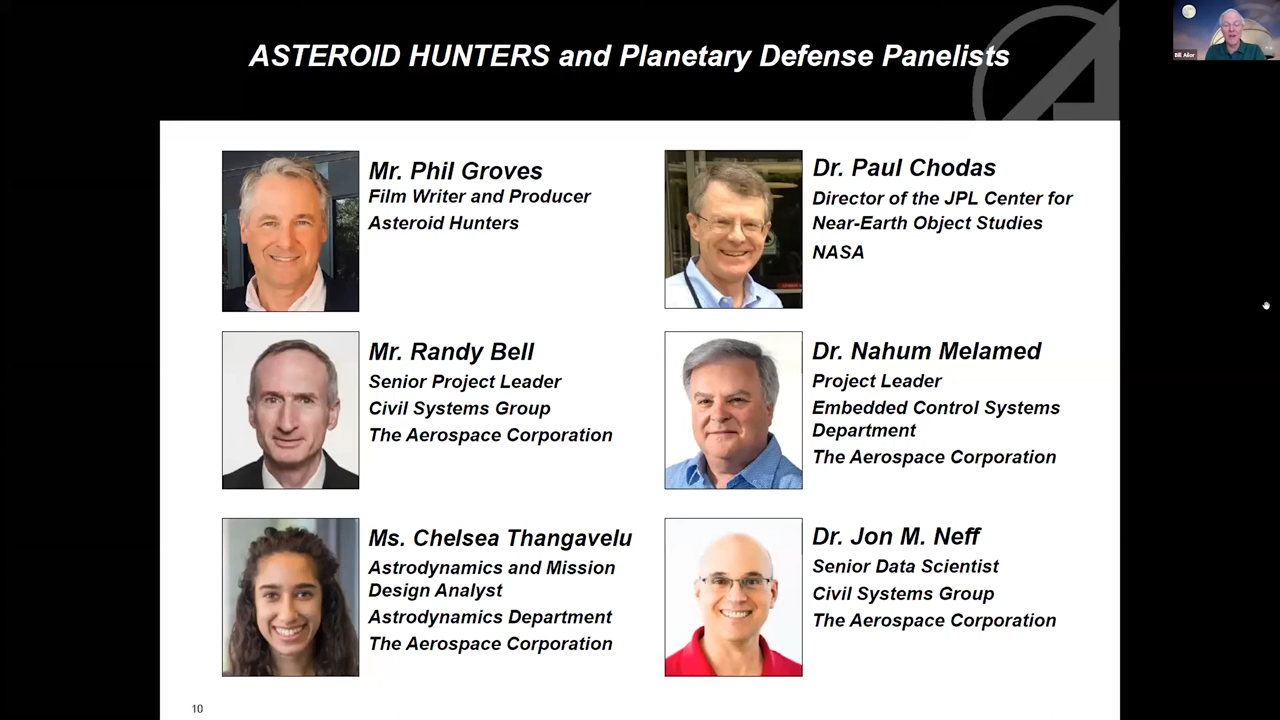 ASTEROID HUNTERS and Planetary Defense Panelists
Bill Ailor
Mr. Phil Groves
Film Writer and Producer
Asteroid Hunters
Dr. Paul Chodas
Director of the JPL Center for
Near-Earth Object Studies
NASA
Mr. Randy Bell
Senior Project Leader
Civil Systems Group
The Aerospace Corporation
Dr. Nahum Melamed
Project Leader
Embedded Control Systems
Department
The Aerospace Corporation
Ms. Chelsea Thangavelu
Astrodynamics and Mission
Design Analyst
Astrodynamics Department
The Aerospace Corporation
Dr. Jon M. Neff
Senior Data Scientist
Civil Systems Group
The Aerospace Corporation
10